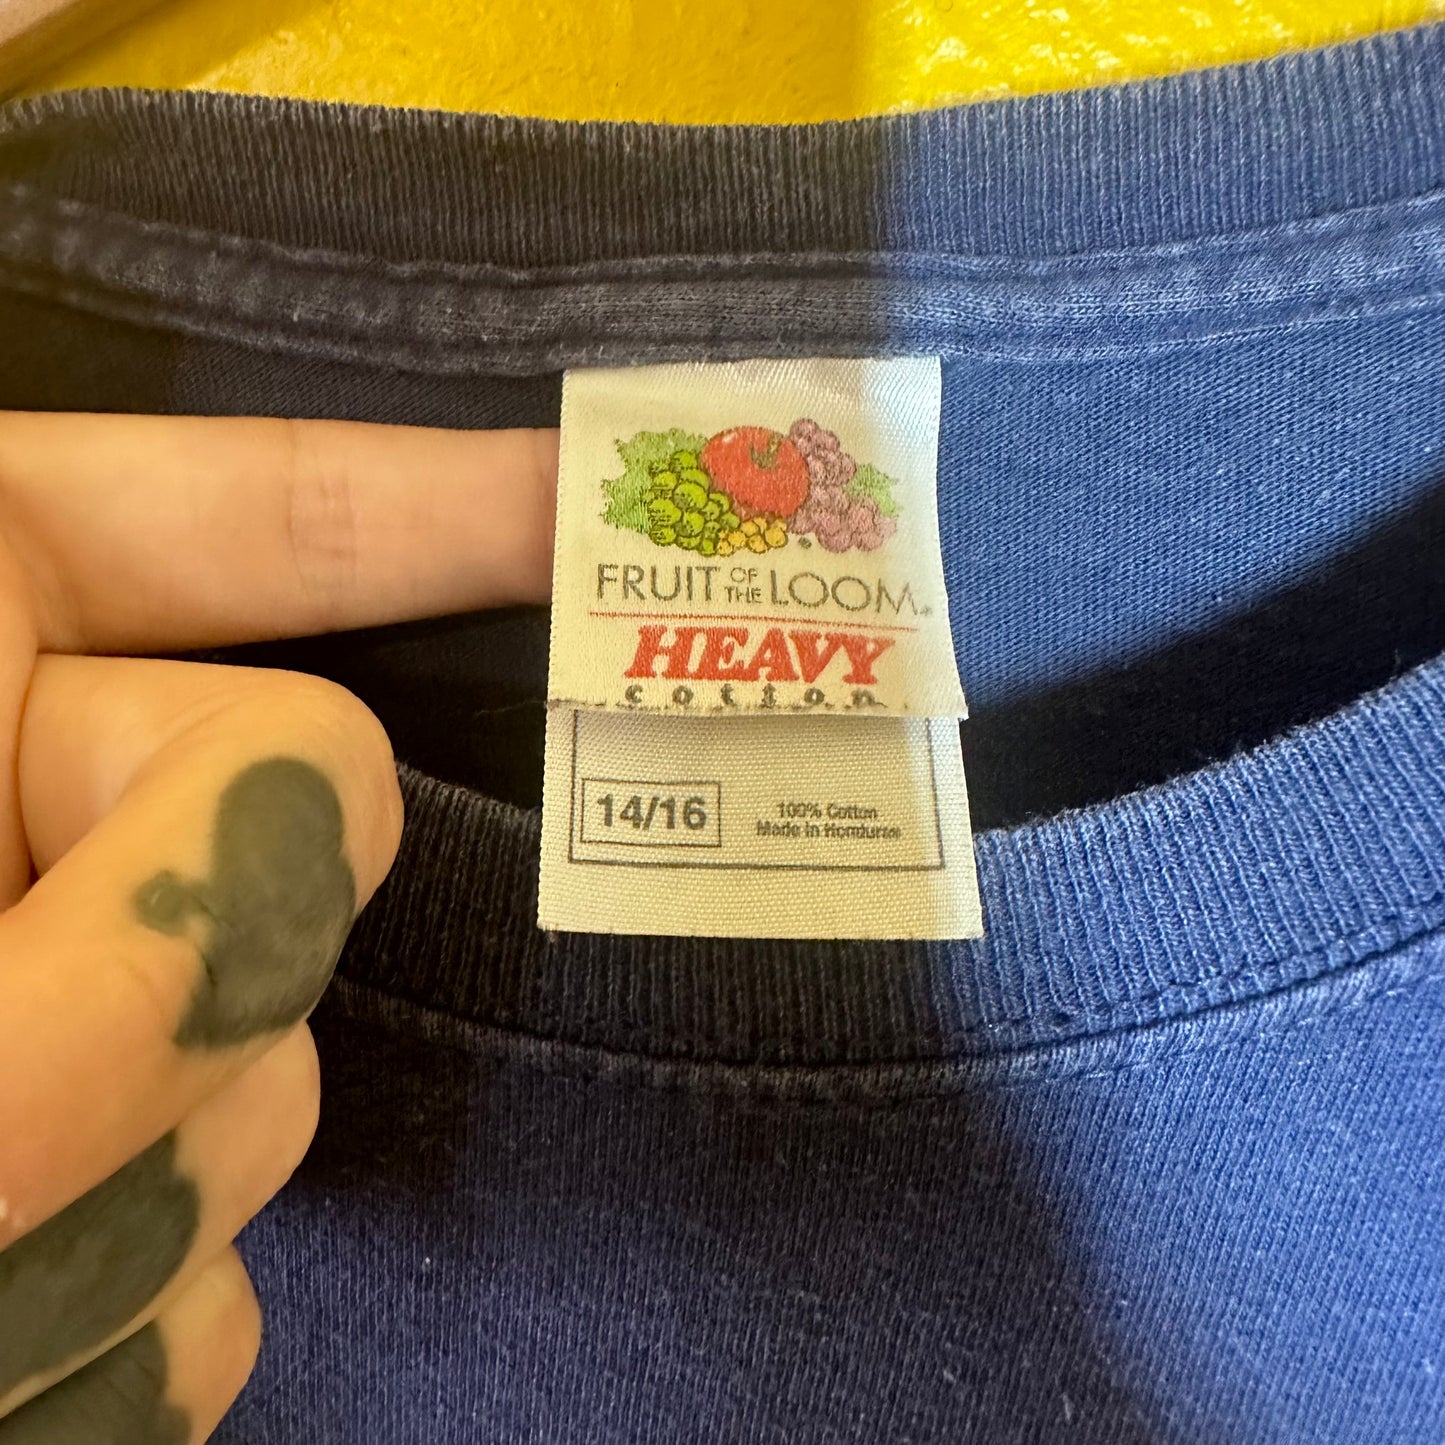 FRUIT OF THE LOOM®
HEAVY
cotton
14/16
100% Cotton
Made in Honduras